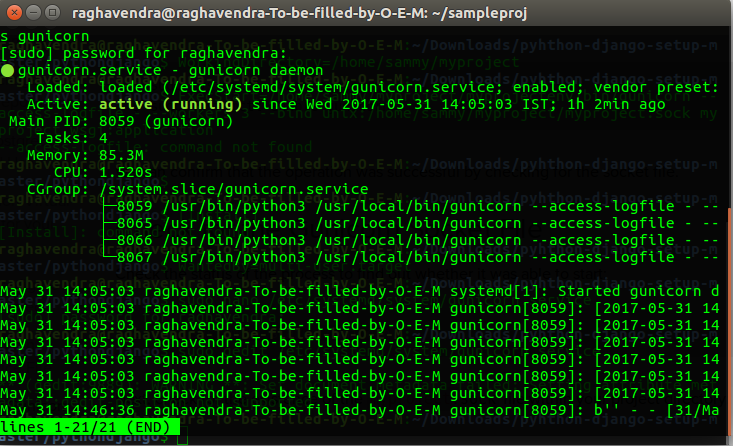 raghavendra@raghavendra-To-be-filled-by-O-E-M: ~/sampleproj
s gunicorn
[sudo] password for raghavendra:
● gunicorn.service - gunicorn daemon
Loaded: loaded (/etc/systemd/system/gunicorn.service; enabled; vendor preset:
Active: active (running) since Wed 2017-05-31 14:05:03 IST; 1h 2min ago
Main PID: 8059 (gunicorn)
Tasks: 4
Memory: 85.3M
CPU: 1.520s
CGroup: /system.slice/gunicorn.service
├─8059 /usr/bin/python3 /usr/local/bin/gunicorn --access-logfile - --
├─8065 /usr/bin/python3 /usr/local/bin/gunicorn --access-logfile - --
├─8066 /usr/bin/python3 /usr/local/bin/gunicorn --access-logfile - --
└─8067 /usr/bin/python3 /usr/local/bin/gunicorn --access-logfile - --
May 31 14:05:03 raghavendra-To-be-filled-by-O-E-M systemd[1]: Started gunicorn d
May 31 14:05:03 raghavendra-To-be-filled-by-O-E-M gunicorn[8059]: [2017-05-31 14
May 31 14:05:03 raghavendra-To-be-filled-by-O-E-M gunicorn[8059]: [2017-05-31 14
May 31 14:05:03 raghavendra-To-be-filled-by-O-E-M gunicorn[8059]: [2017-05-31 14
May 31 14:05:03 raghavendra-To-be-filled-by-O-E-M gunicorn[8059]: [2017-05-31 14
May 31 14:05:03 raghavendra-To-be-filled-by-O-E-M gunicorn[8059]: [2017-05-31 14
May 31 14:05:03 raghavendra-To-be-filled-by-O-E-M gunicorn[8059]: [2017-05-31 14
May 31 14:46:36 raghavendra-To-be-filled-by-O-E-M gunicorn[8059]: b'' - - [31/Ma
lines 1-21/21 (END)